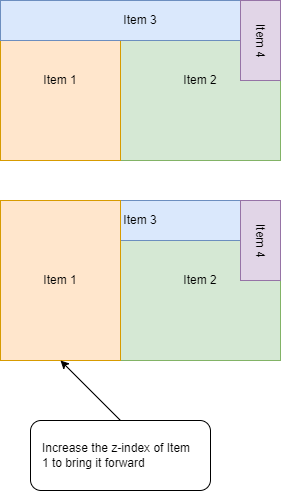 Item 3
Item 4
Item 1
Item 2
Item 3
Item 4
Item 1
Item 2
Increase the z-index of Item
1 to bring it forward